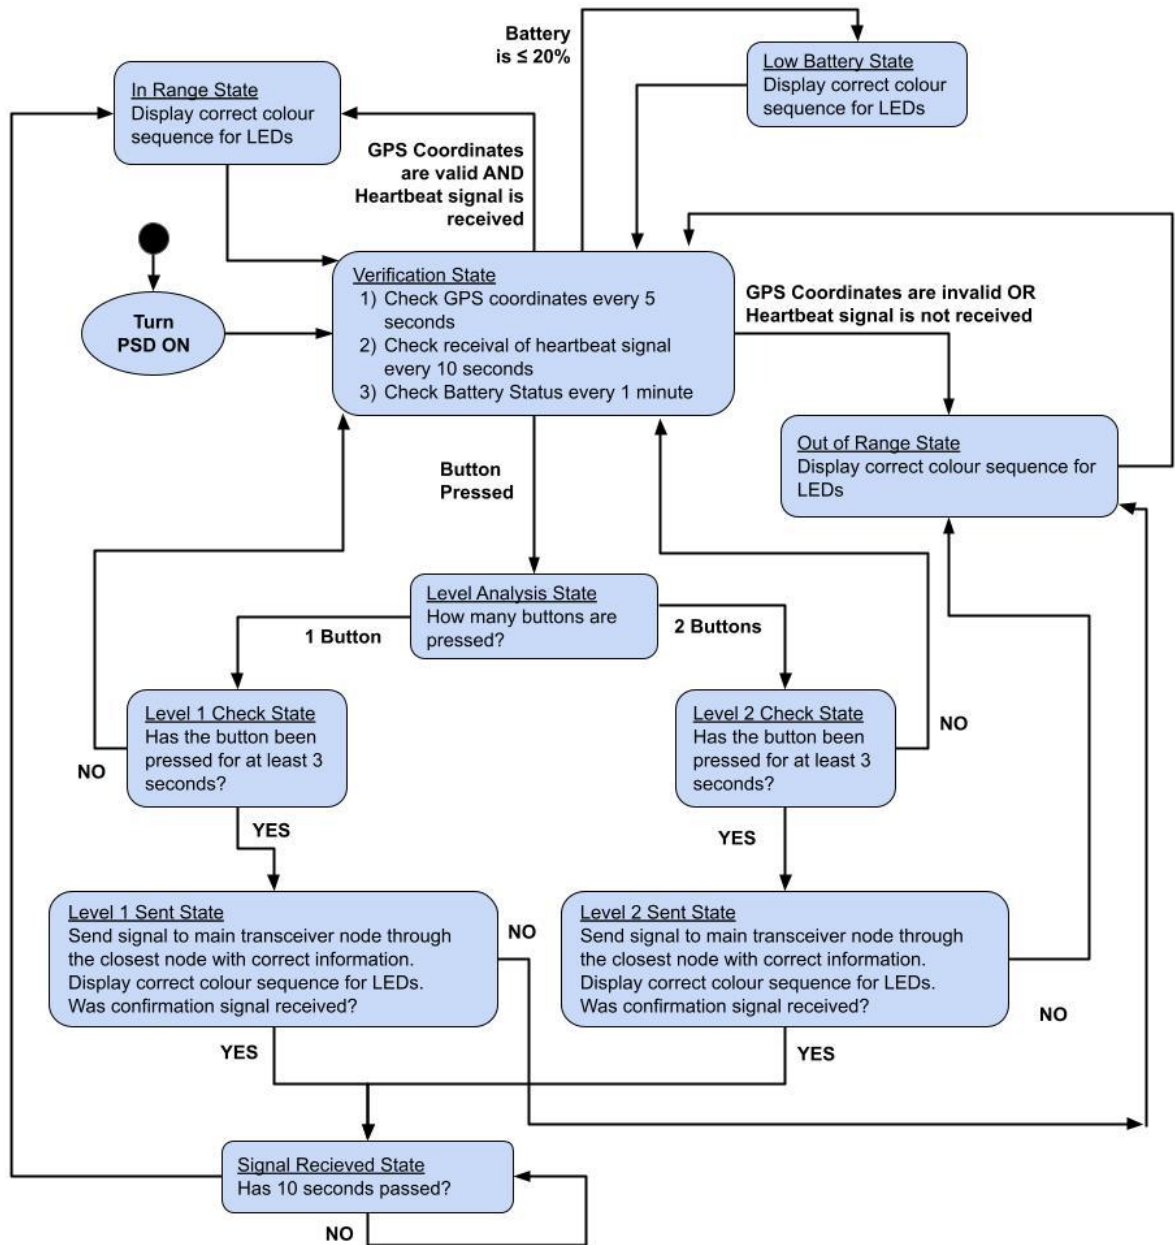 Battery
is ≤ 20%
Low Battery State
Display correct colour
sequence for LEDs
In Range State
Display correct colour
sequence for LEDs
GPS Coordinates
are valid AND
Heartbeat signal is
received
Turn
PSD ON
Verification State
1) Check GPS coordinates every 5
seconds
2) Check receival of heartbeat signal
every 10 seconds
3) Check Battery Status every 1 minute
GPS Coordinates are invalid OR
Heartbeat signal is not received
Out of Range State
Display correct colour sequence for
LEDs
Button
Pressed
Level Analysis State
How many buttons are
pressed?
1 Button
2 Buttons
Level 1 Check State
Has the button been
pressed for at least 3
seconds?
NO
YES
Level 2 Check State
Has the button been
pressed for at least 3
seconds?
NO
YES
Level 1 Sent State
Send signal to main transceiver node through
the closest node with correct information.
Display correct colour sequence for LEDs.
Was confirmation signal received?
NO
YES
Level 2 Sent State
Send signal to main transceiver node through
the closest node with correct information.
Display correct colour sequence for LEDs.
Was confirmation signal received?
NO
YES
Signal Recieved State
Has 10 seconds passed?
NO